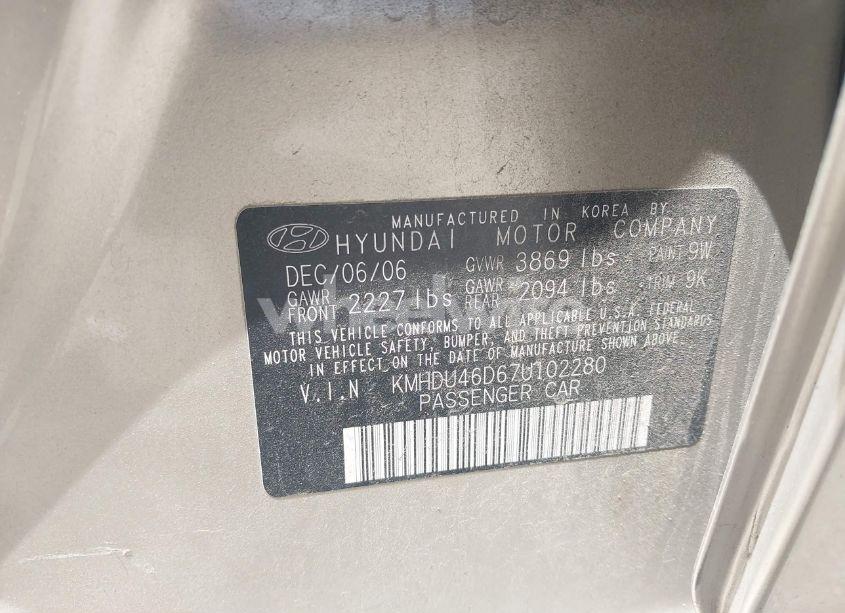 MANUFACTURED IN KOREA BY.
HYUNDAI MOTOR COMPANY
DEC/06/06 GVWR 3869 lbs PAINT 9W
GAWR FRONT 2227 lbs GAWR REAR 2094 lbs TRIM 9K
THIS VEHICLE CONFORMS TO ALL APPLICABLE U.S.A. FEDERAL
MOTOR VEHICLE SAFETY, BUMPER, AND THEFT PREVENTION STANDARDS
IN EFFECT ON THE DATE OF MANUFACTURE SHOWN ABOVE.
V.I.N KMHDU46D67U102280
PASSENGER CAR